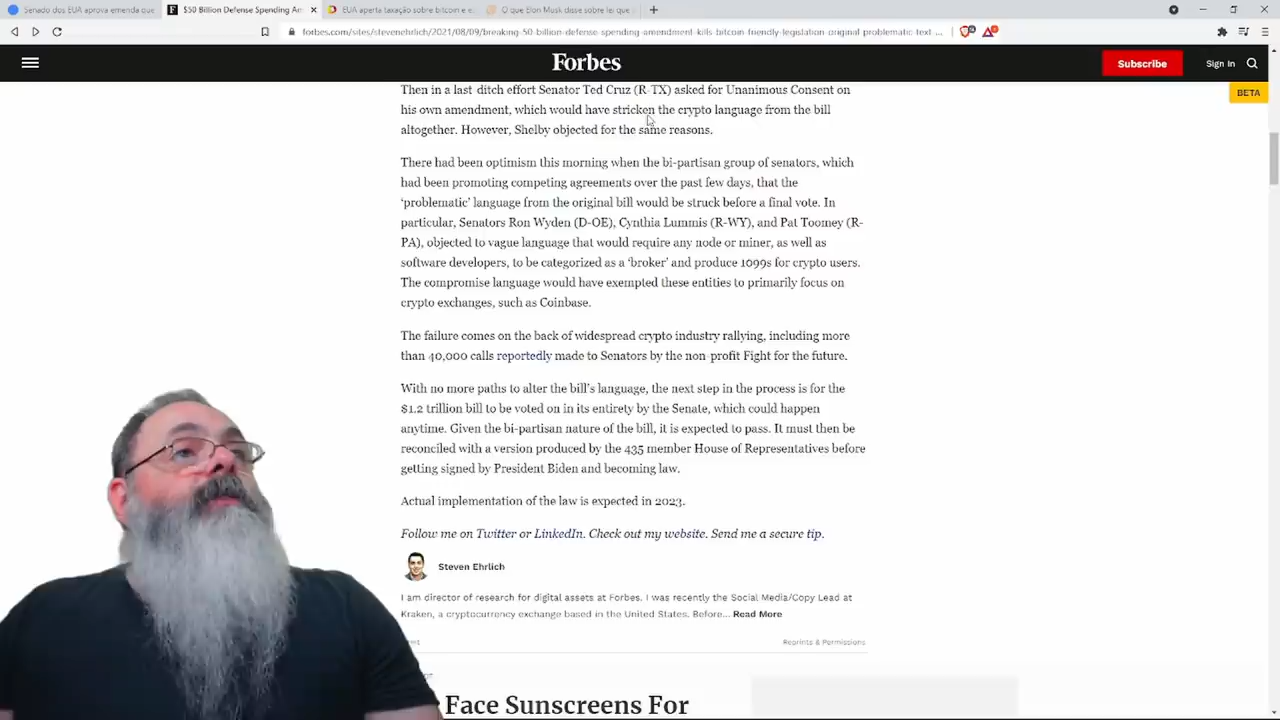 Senado dos EUA aprova emenda que
$50 Billion Defense Spending Am
EUA aperta taxação sobre bitcoin e e
O que Elon Musk disse sobre lei que
forbes.com/sites/stevenehrlich/2021/08/09/breaking-50-billion-defense-spending-amendment-kills-bitcoin-friendly-legislation-original-problematic-text...
Forbes
Subscribe
Sign In
BETA
Then in a last ditch effort Senator Ted Cruz (R-TX) asked for Unanimous Consent on
his own amendment, which would have stricken the crypto language from the bill
altogether. However, Shelby objected for the same reasons.
There had been optimism this morning when the bi-partisan group of senators, which
had been promoting competing agreements over the past few days, that the
‘problematic’ language from the original bill would be struck before a final vote. In
particular, Senators Ron Wyden (D-OE), Cynthia Lummis (R-WY), and Pat Toomey (R-
PA), objected to vague language that would require any node or miner, as well as
software developers, to be categorized as a ‘broker’ and produce 1099s for crypto users.
The compromise language would have exempted these entities to primarily focus on
crypto exchanges, such as Coinbase.
The failure comes on the back of widespread crypto industry rallying, including more
than 40,000 calls reportedly made to Senators by the non-profit Fight for the future.
With no more paths to alter the bill’s language, the next step in the process is for the
$1.2 trillion bill to be voted on in its entirety by the Senate, which could happen
anytime. Given the bi-partisan nature of the bill, it is expected to pass. It must then be
reconciled with a version produced by the 435 member House of Representatives before
getting signed by President Biden and becoming law.
Actual implementation of the law is expected in 2023.
Follow me on Twitter or LinkedIn. Check out my website. Send me a secure tip.
Steven Ehrlich
I am director of research for digital assets at Forbes. I was recently the Social Media/Copy Lead at
Kraken, a cryptocurrency exchange based in the United States. Before... Read More
Reprints & Permissions
Face Sunscreens For